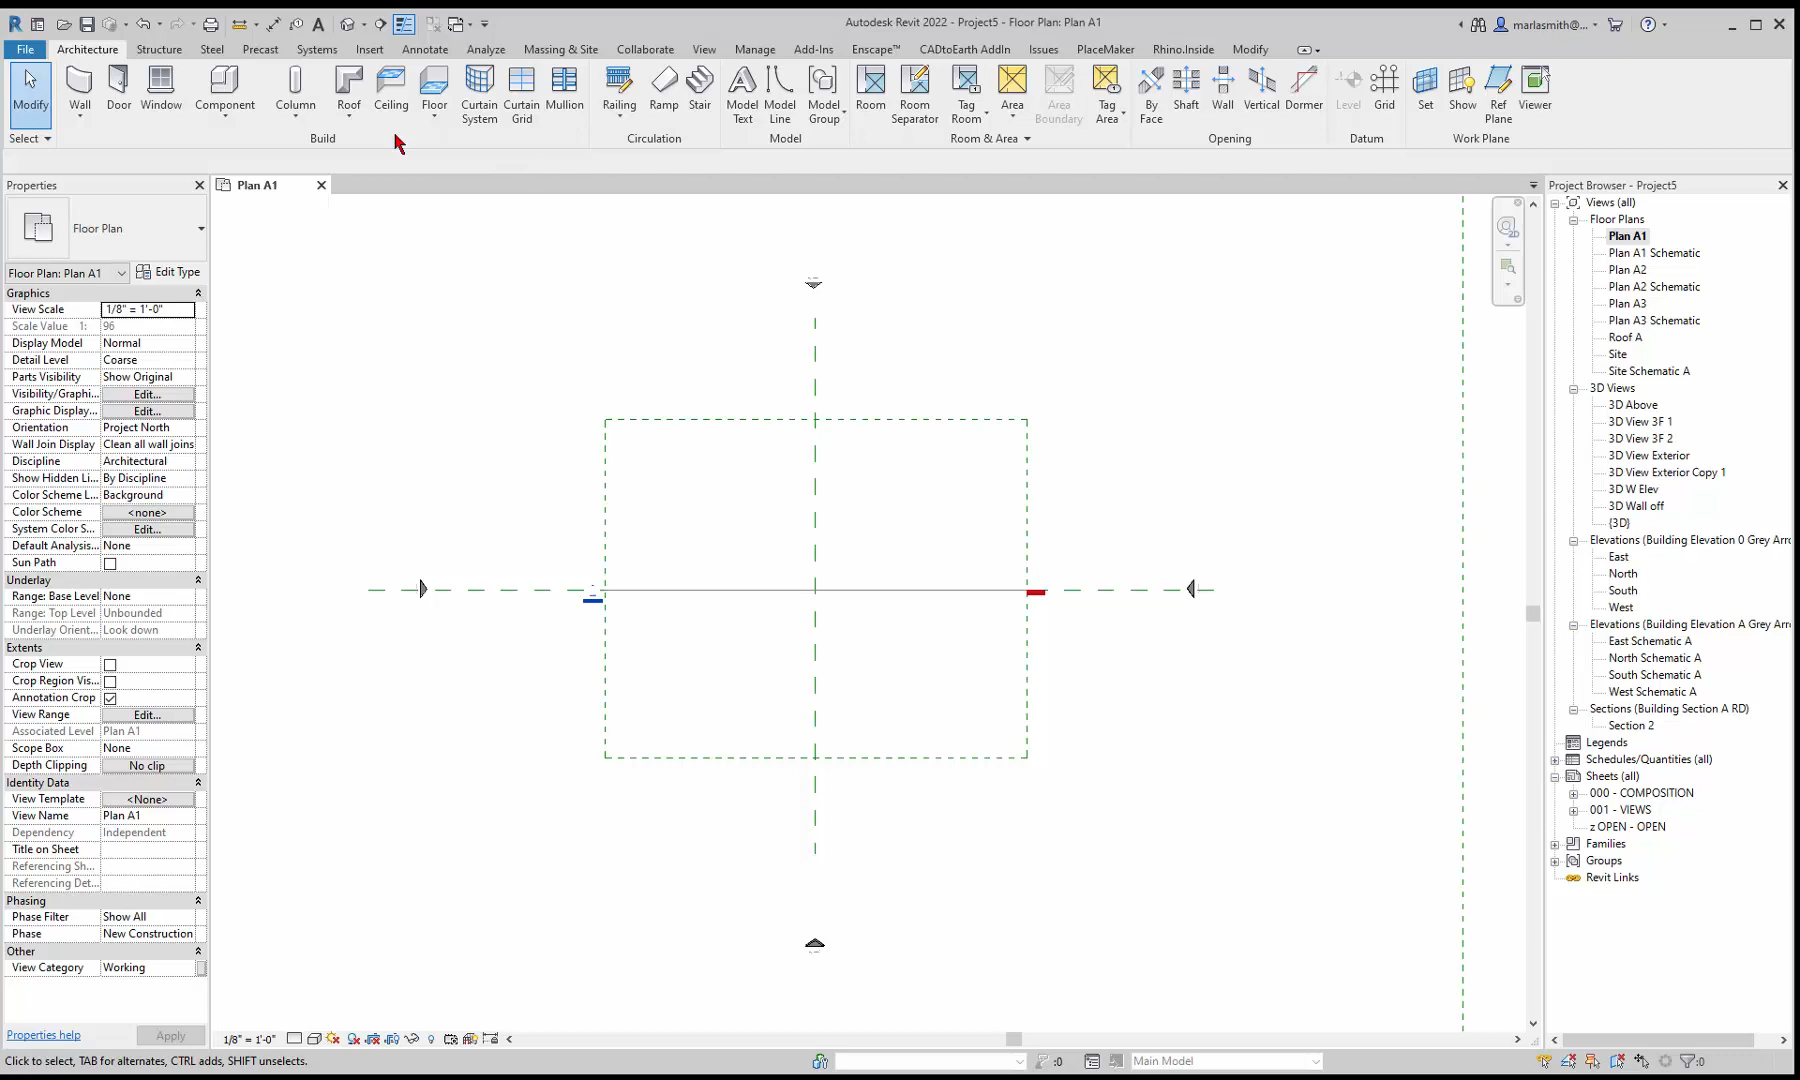 Autodesk Revit 2022 - Project5 - Floor Plan: Plan A1
marlasmith@...
File Architecture Structure Steel Precast Systems Insert Annotate Analyze Massing & Site Collaborate View Manage Add-Ins Enscape™ CADtoEarth AddIn Issues PlaceMaker Rhino.Inside Modify
Modify Wall Door Window Component Column Roof Ceiling Floor Curtain System Curtain Grid Mullion Railing Ramp Stair Model Text Model Line Model Group Room Room Separator Tag Room Area Area Boundary Tag Area By Face Shaft Wall Vertical Dormer Level Grid Set Show Ref Plane Viewer
Select Build Circulation Model Room & Area Opening Datum Work Plane
Properties
Floor Plan
Floor Plan: Plan A1 Edit Type
Graphics
View Scale 1/8" = 1'-0"
Scale Value 1: 96
Display Model Normal
Detail Level Coarse
Parts Visibility Show Original
Visibility/Graphi... Edit...
Graphic Display... Edit...
Orientation Project North
Wall Join Display Clean all wall joins
Discipline Architectural
Show Hidden Li... By Discipline
Color Scheme L... Background
Color Scheme <none>
System Color S... Edit...
Default Analysis... None
Sun Path
Underlay
Range: Base Level None
Range: Top Level Unbounded
Underlay Orient... Look down
Extents
Crop View
Crop Region Vis...
Annotation Crop
View Range Edit...
Associated Level Plan A1
Scope Box None
Depth Clipping No clip
Identity Data
View Template <None>
View Name Plan A1
Dependency Independent
Title on Sheet
Referencing Sh...
Referencing Det...
Phasing
Phase Filter Show All
Phase New Construction
Other
View Category Working
Properties help Apply
Plan A1
2D
1/8" = 1'-0"
Project Browser - Project5
Views (all)
Floor Plans
Plan A1
Plan A1 Schematic
Plan A2
Plan A2 Schematic
Plan A3
Plan A3 Schematic
Roof A
Site
Site Schematic A
3D Views
3D Above
3D View 3F 1
3D View 3F 2
3D View Exterior
3D View Exterior Copy 1
3D W Elev
3D Wall off
{3D}
Elevations (Building Elevation 0 Grey Arro
East
North
South
West
Elevations (Building Elevation A Grey Arro
East Schematic A
North Schematic A
South Schematic A
West Schematic A
Sections (Building Section A RD)
Section 2
Legends
Schedules/Quantities (all)
Sheets (all)
000 - COMPOSITION
001 - VIEWS
z OPEN - OPEN
Families
Groups
Revit Links
Click to select, TAB for alternates, CTRL adds, SHIFT unselects. :0 Main Model :0